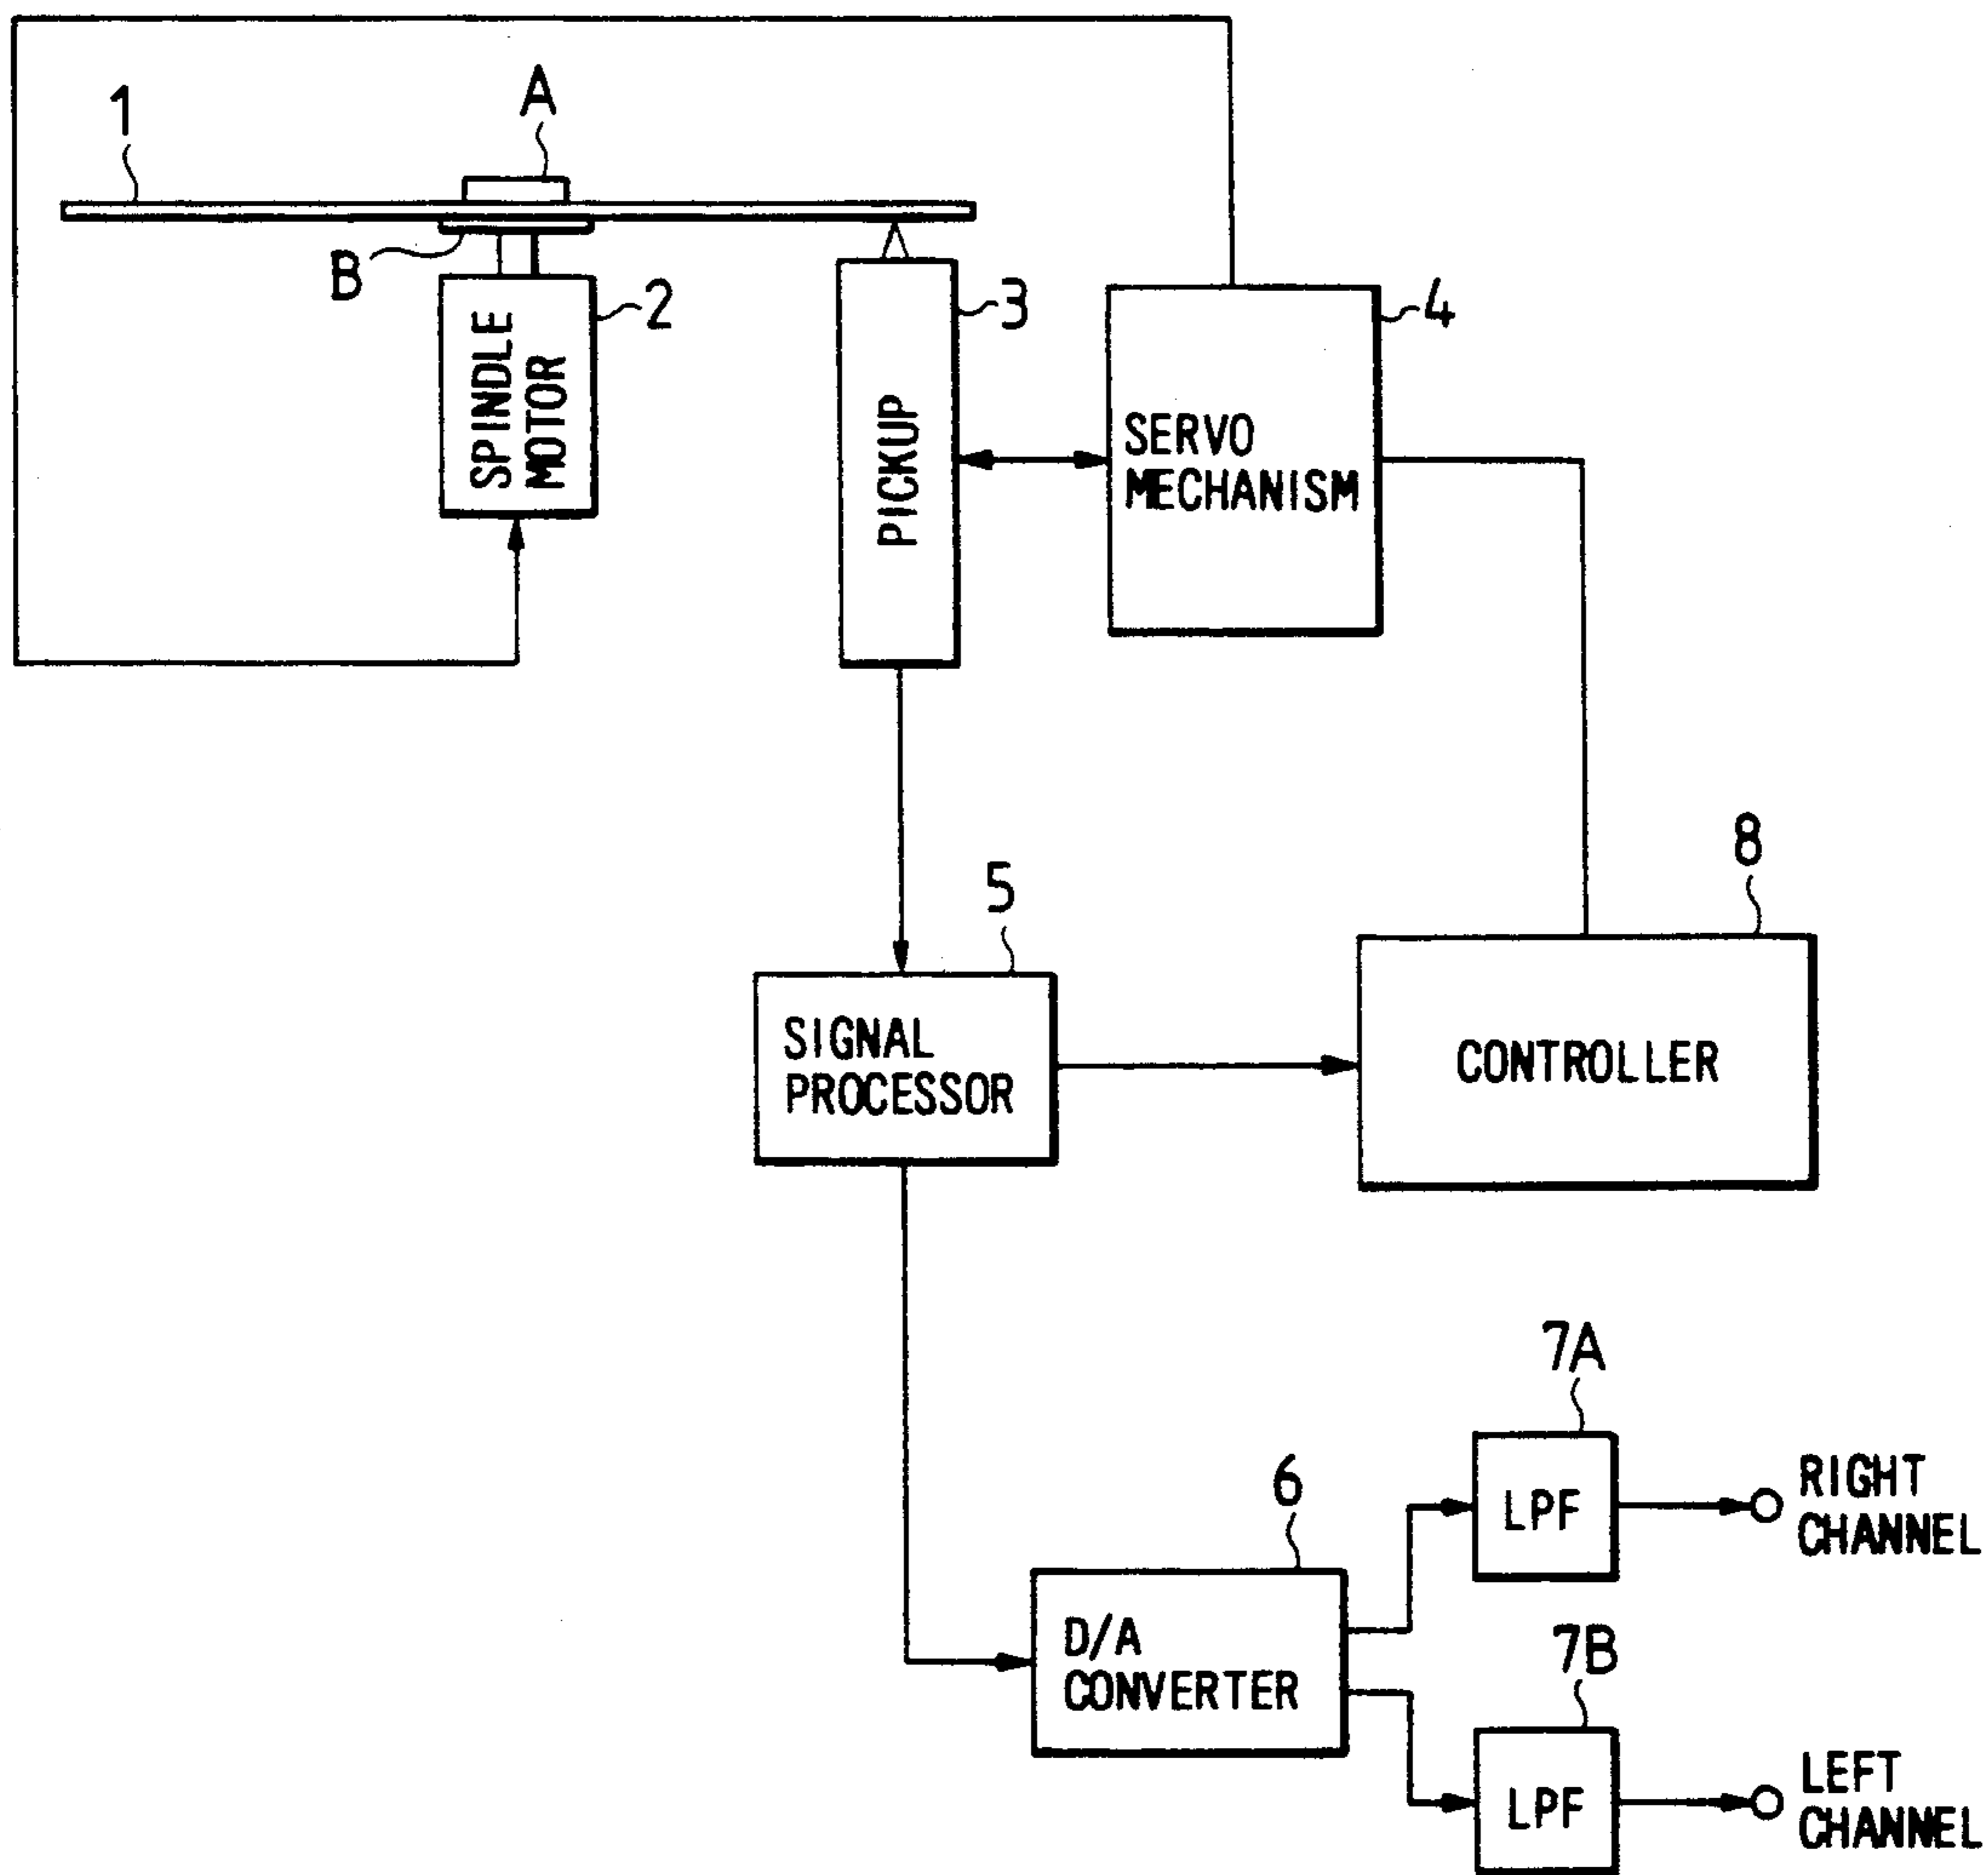 A
1
B
2
SPINDLE
MOTOR
3
PICKUP
4
SERVO
MECHANISM
8
5
SIGNAL
PROCESSOR
CONTROLLER
7A
LPF
RIGHT
CHANNEL
6
D/A
CONVERTER
7B
LPF
LEFT
CHANNEL